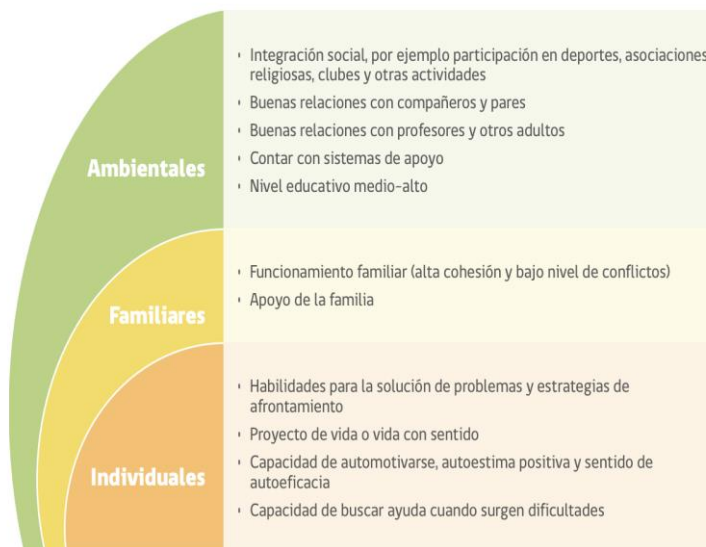 Ambientales
• Integración social, por ejemplo participación en deportes, asociaciones
religiosas, clubes y otras actividades
• Buenas relaciones con compañeros y pares
• Buenas relaciones con profesores y otros adultos
• Contar con sistemas de apoyo
• Nivel educativo medio-alto
Familiares
• Funcionamiento familiar (alta cohesión y bajo nivel de conflictos)
• Apoyo de la familia
Individuales
• Habilidades para la solución de problemas y estrategias de
afrontamiento
• Proyecto de vida o vida con sentido
• Capacidad de automotivarse, autoestima positiva y sentido de
autoeficacia
• Capacidad de buscar ayuda cuando surgen dificultades